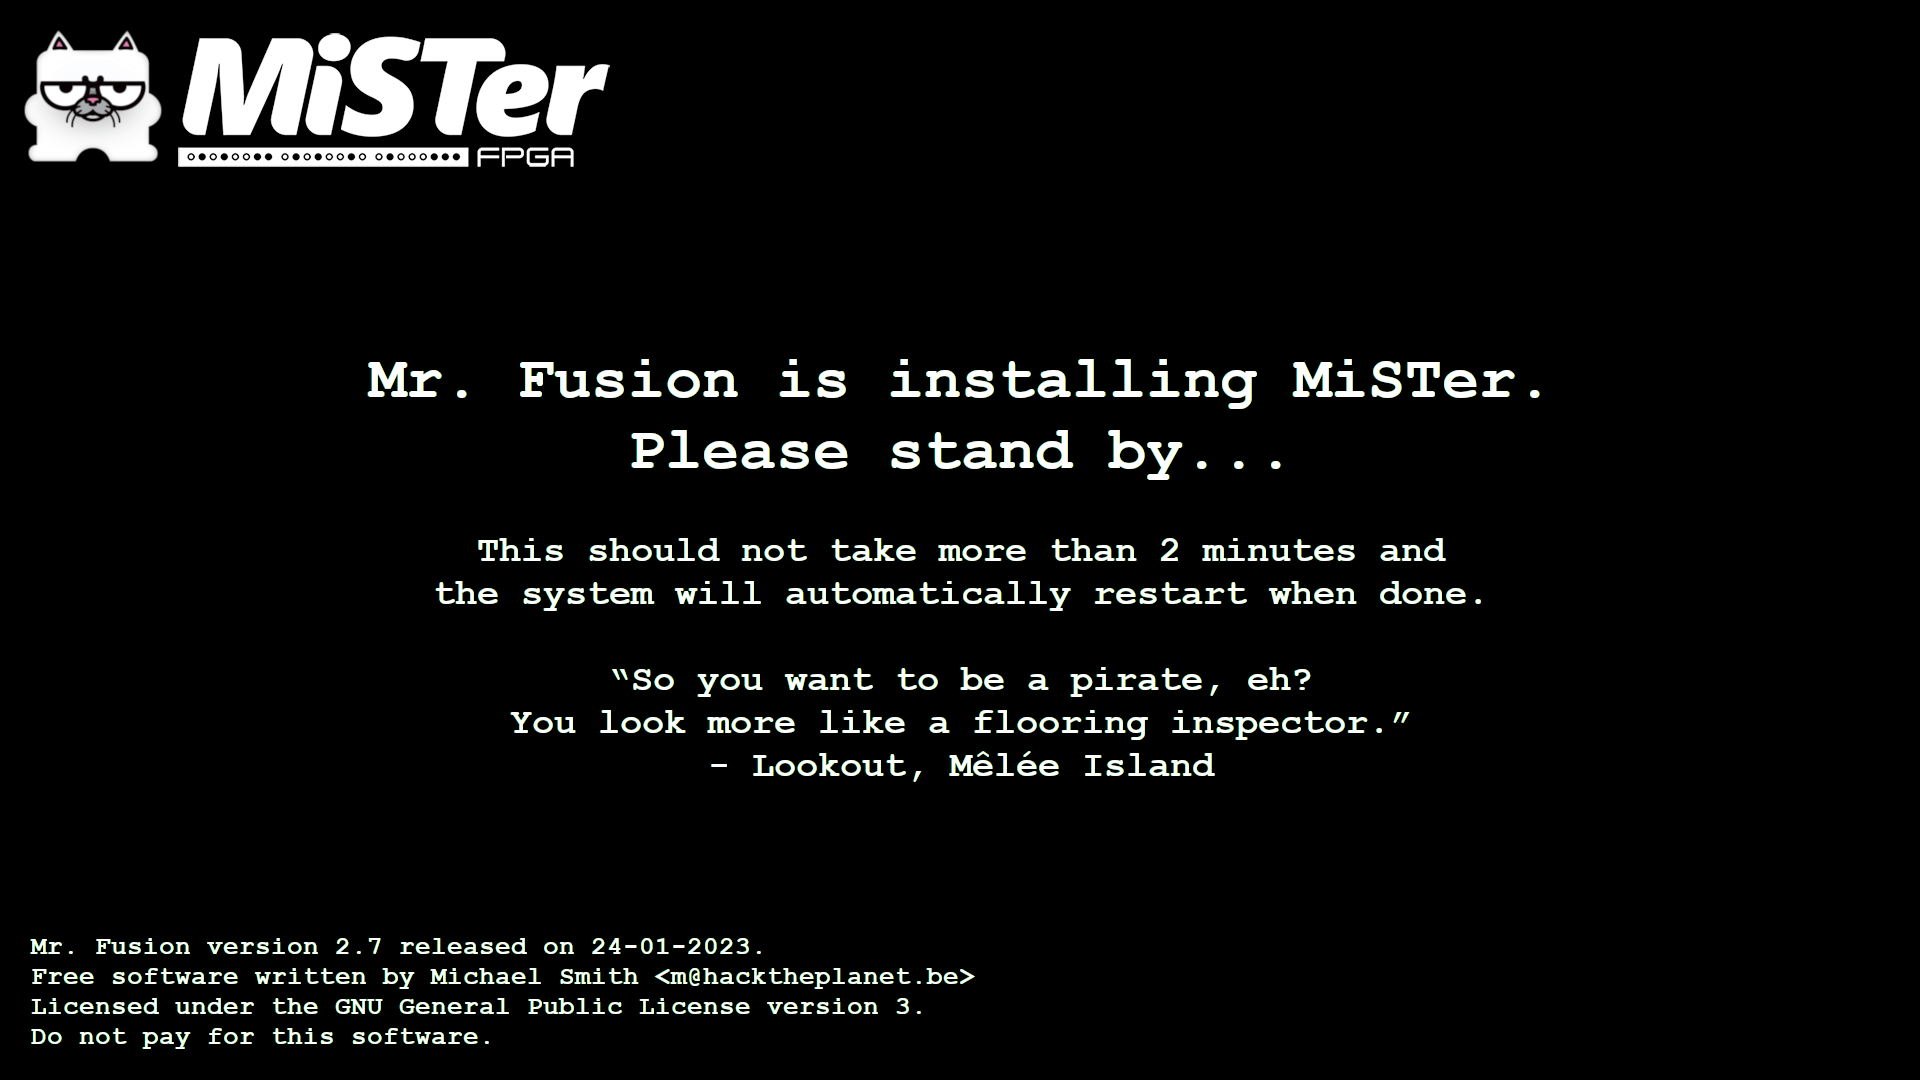 MiSTer
FPGA
Mr. Fusion is installing MiSTer.
Please stand by...
This should not take more than 2 minutes and
the system will automatically restart when done.
“So you want to be a pirate, eh?
You look more like a flooring inspector.”
- Lookout, Mêlée Island
Mr. Fusion version 2.7 released on 24-01-2023.
Free software written by Michael Smith <m@hacktheplanet.be>
Licensed under the GNU General Public License version 3.
Do not pay for this software.